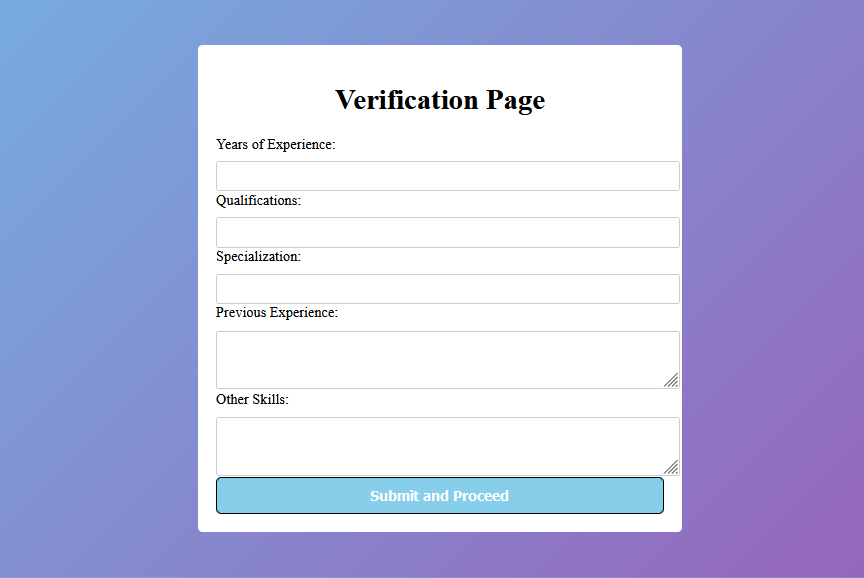 Verification Page
Years of Experience:
Qualifications:
Specialization:
Previous Experience:
Other Skills:
Submit and Proceed